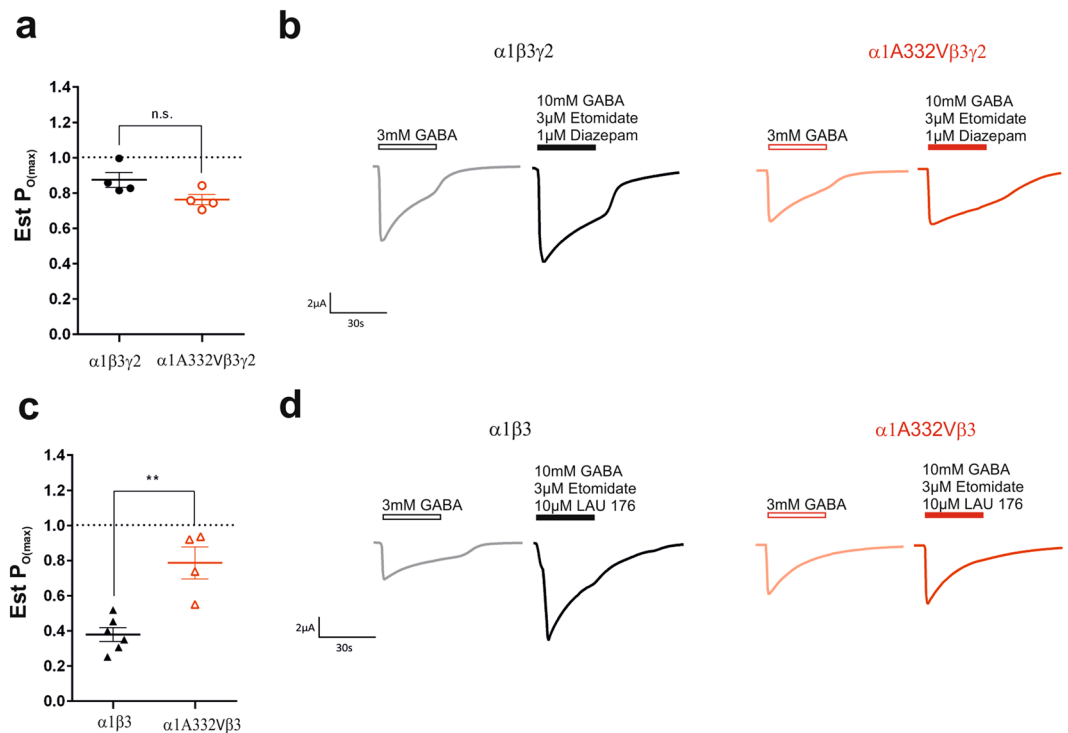 a
Est P_O(max)
1.4
1.2
1.0
0.8
0.6
0.4
0.2
0.0
n.s.
α1β3γ2
α1A332Vβ3γ2
b
α1β3γ2
3mM GABA
10mM GABA
3µM Etomidate
1µM Diazepam
2µA
30s
α1A332Vβ3γ2
3mM GABA
10mM GABA
3µM Etomidate
1µM Diazepam
c
Est P_O(max)
1.4
1.2
1.0
0.8
0.6
0.4
0.2
0.0
**
α1β3
α1A332Vβ3
d
α1β3
3mM GABA
10mM GABA
3µM Etomidate
10µM LAU 176
2µA
30s
α1A332Vβ3
3mM GABA
10mM GABA
3µM Etomidate
10µM LAU 176